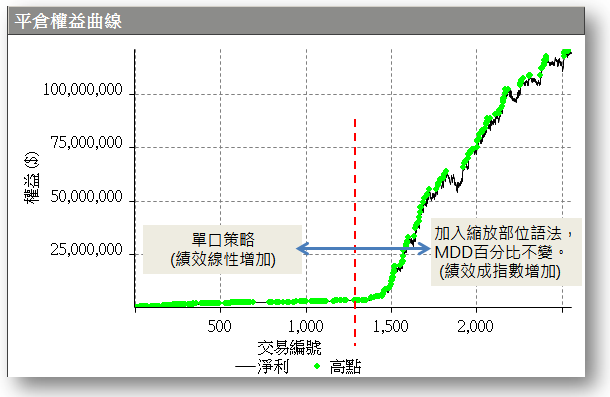 平倉權益曲線
權益 ($)
100,000,000
75,000,000
50,000,000
25,000,000
單口策略
(績效線性增加)
加入縮放部位語法，
MDD百分比不變。
(績效成指數增加)
500
1,000
1,500
2,000
交易編號
淨利
高點